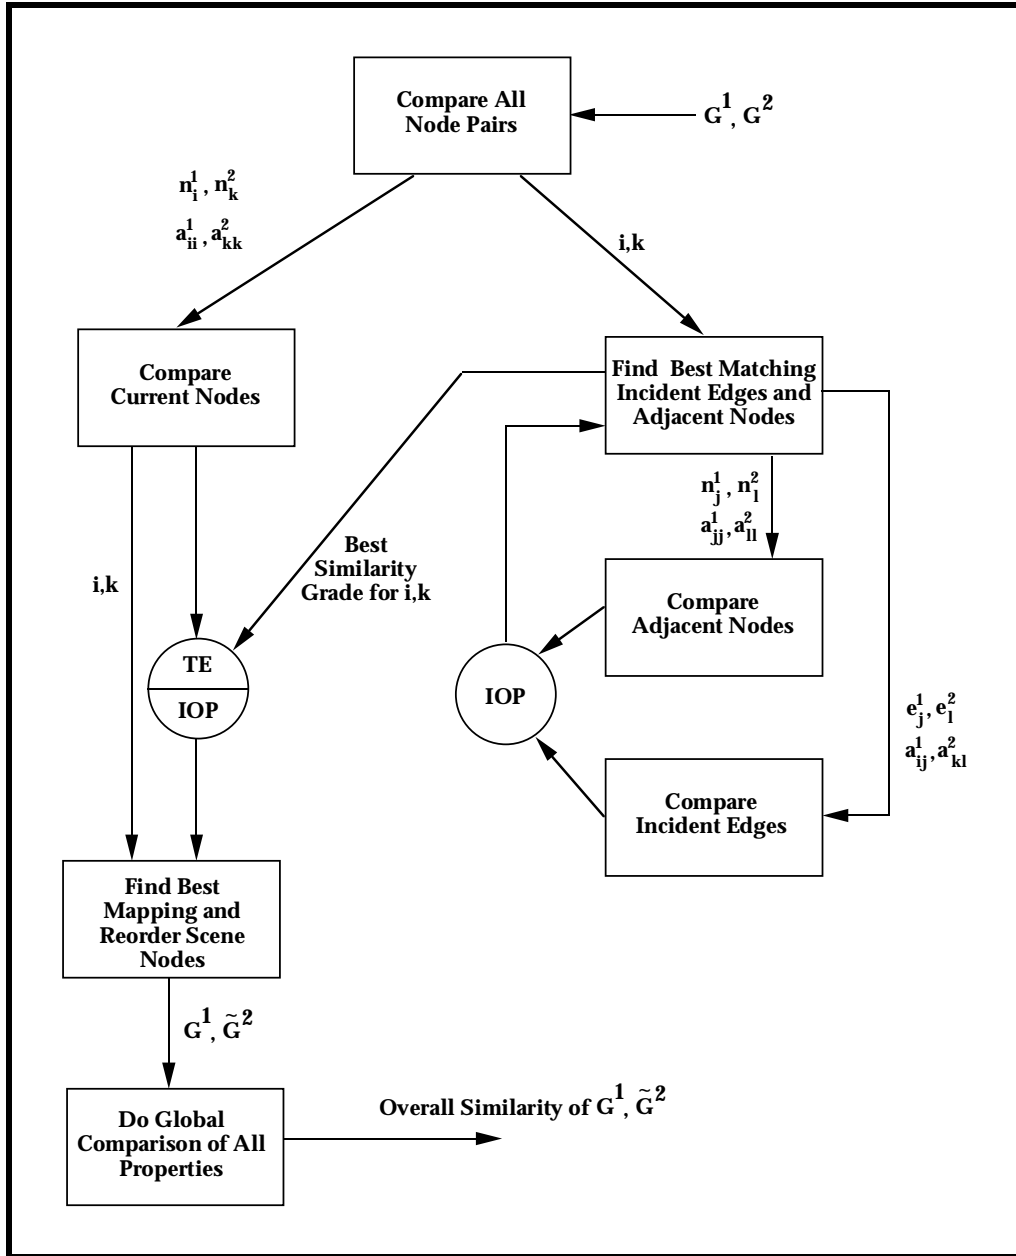 Compare All
Node Pairs
G¹, G²
n¹ᵢ, n²ₖ
a¹ᵢᵢ, a²ₖₖ
i,k
Compare
Current Nodes
Find Best Matching
Incident Edges and
Adjacent Nodes
n¹ⱼ, n²ₗ
a¹ⱼⱼ, a²ₗₗ
Best
Similarity
Grade for i,k
i,k
Compare
Adjacent Nodes
TE
IOP
IOP
e¹ⱼ, e²ₗ
a¹ᵢⱼ, a²ₖₗ
Compare
Incident Edges
Find Best
Mapping and
Reorder Scene
Nodes
G¹, G̃²
Do Global
Comparison of All
Properties
Overall Similarity of G¹, G̃²